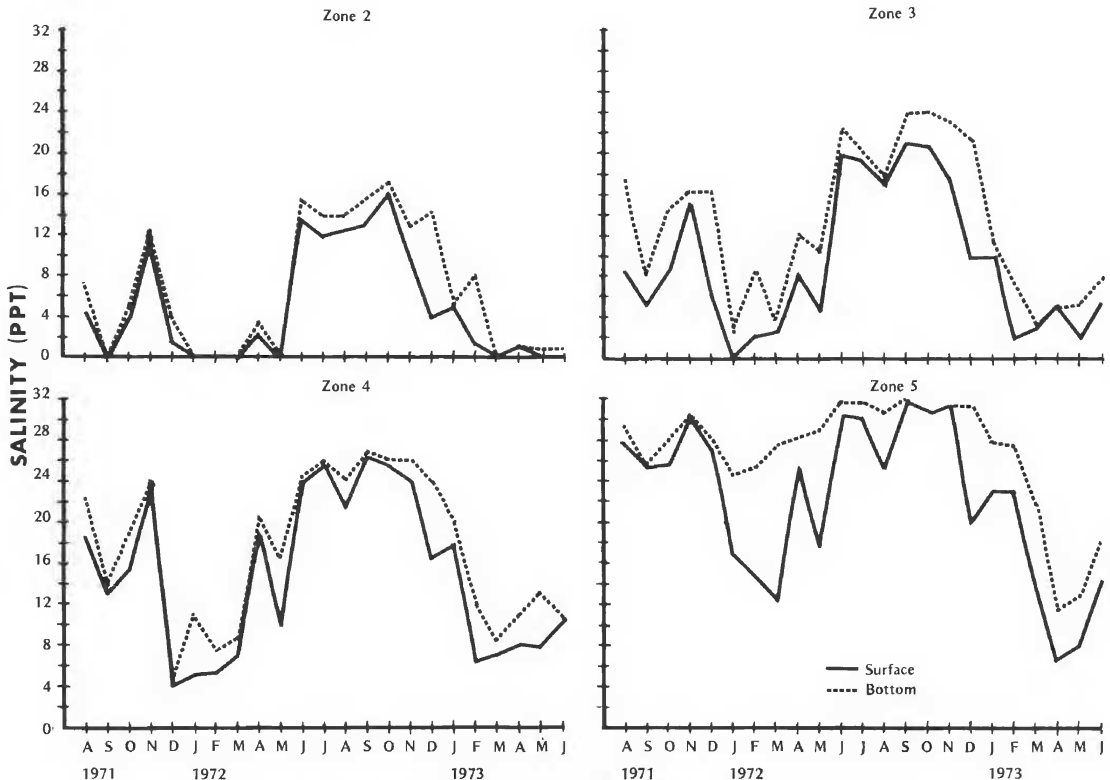 Zone 2
Zone 3
32
28
24
20
16
12
8
4
0
SALINITY (PPT)
Zone 4
Zone 5
32
28
24
20
16
12
8
4
0
Surface
Bottom
A S O N D J F M A M J J A S O N D J F M A M J
A S O N D J F M A M J J A S O N D J F M A M J
1971 1972 1973
1971 1972 1973